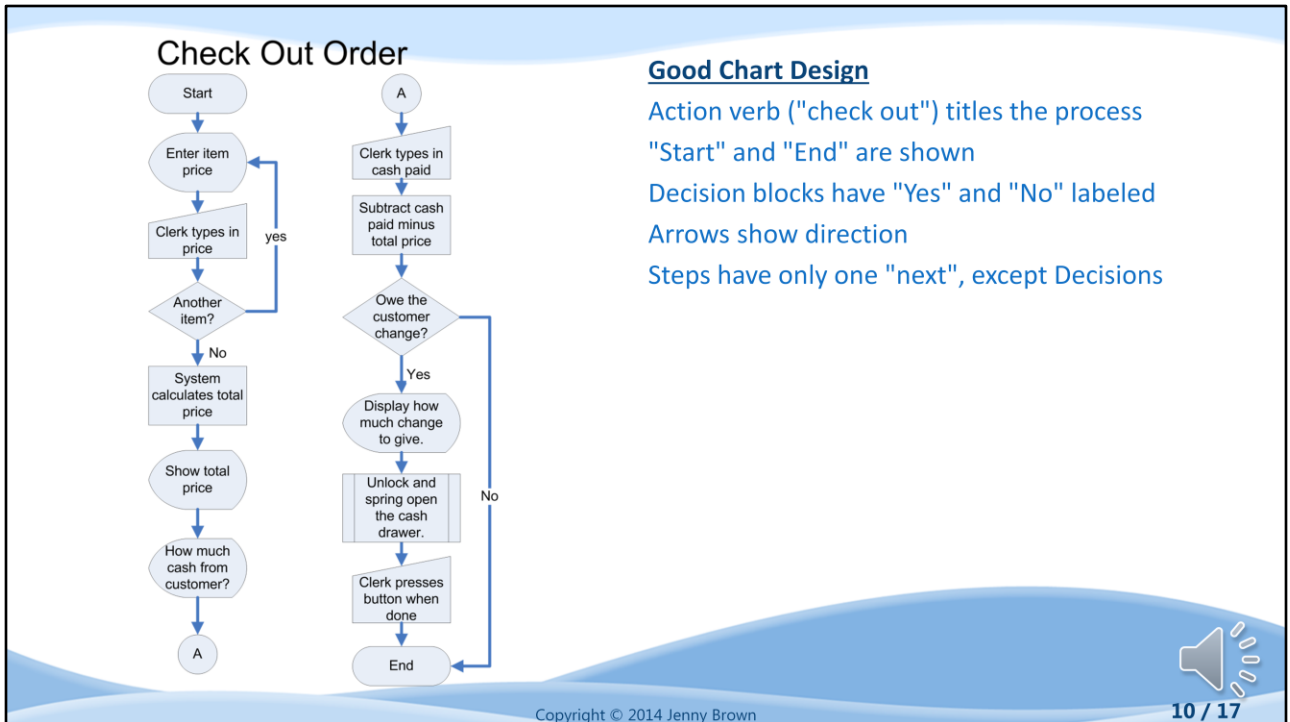 Check Out Order
Start
Enter item
price
Clerk types in
price
yes
Another
item?
No
System
calculates total
price
Show total
price
How much
cash from
customer?
A
A
Clerk types in
cash paid
Subtract cash
paid minus
total price
Owe the
customer
change?
Yes
Display how
much change
to give.
Unlock and
spring open
the cash
drawer.
No
Clerk presses
button when
done
End
Good Chart Design
Action verb ("check out") titles the process
"Start" and "End" are shown
Decision blocks have "Yes" and "No" labeled
Arrows show direction
Steps have only one "next", except Decisions
Copyright © 2014 Jenny Brown
10 / 17